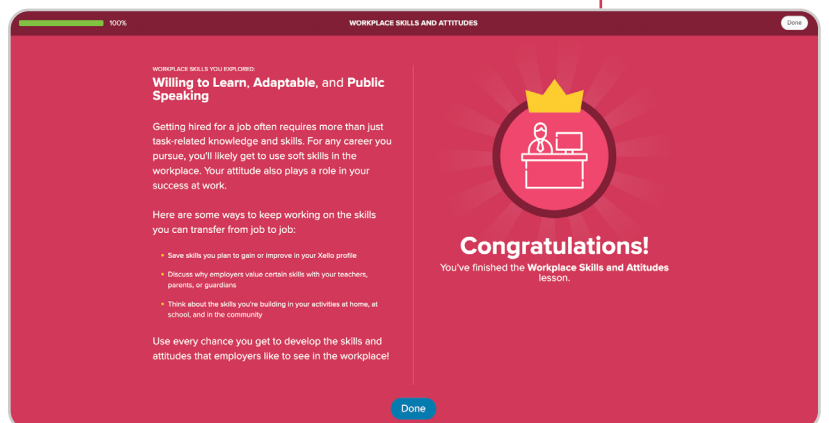 100%
WORKPLACE SKILLS AND ATTITUDES
Done
WORKPLACE SKILLS YOU EXPLORED:
Willing to Learn, Adaptable, and Public
Speaking
Getting hired for a job often requires more than just
task-related knowledge and skills. For any career you
pursue, you'll likely get to use soft skills in the
workplace. Your attitude also plays a role in your
success at work.
Here are some ways to keep working on the skills
you can transfer from job to job:
• Save skills you plan to gain or improve in your Xello profile
• Discuss why employers value certain skills with your teachers,
parents, or guardians
• Think about the skills you're building in your activities at home, at
school, and in the community
Use every chance you get to develop the skills and
attitudes that employers like to see in the workplace!
Congratulations!
You've finished the Workplace Skills and Attitudes
lesson.
Done